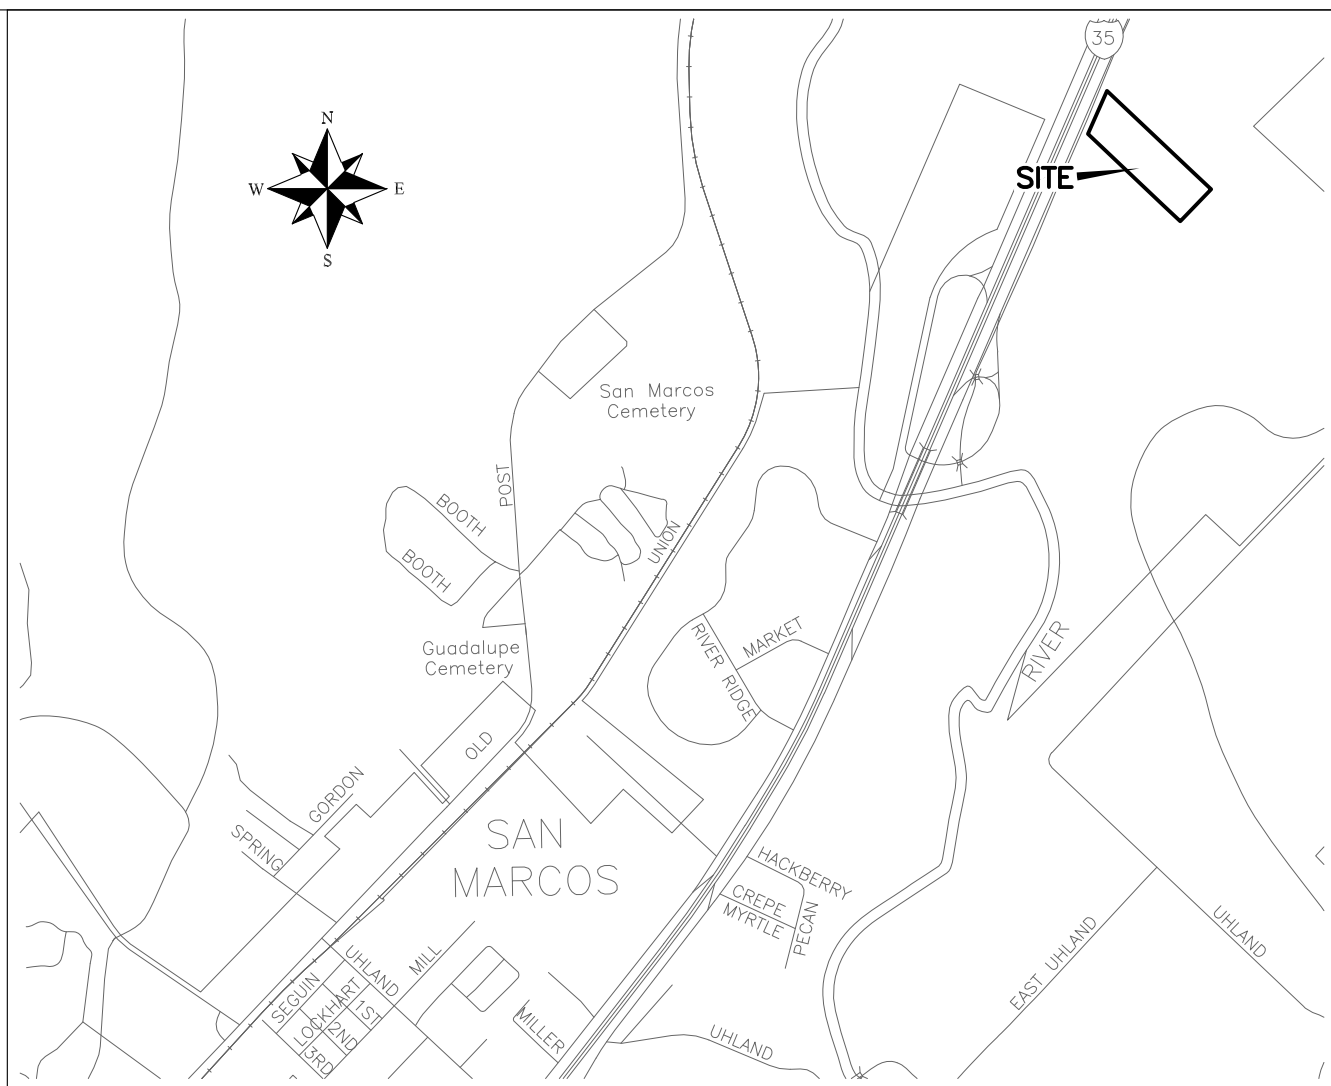 35
N
W
E
S
SITE
San Marcos
Cemetery
POST
BOOTH
BOOTH
UNION
Guadalupe
Cemetery
MARKET
RIVER RIDGE
RIVER
OLD
GORDON
SPRING
SAN
MARCOS
HACKBERRY
CREPE
MYRTLE
PECAN
EAST UHLAND
UHLAND
MILL
UHLAND
SEGUIN
LOCKHART
1ST
2ND
3RD
MILLER
UHLAND